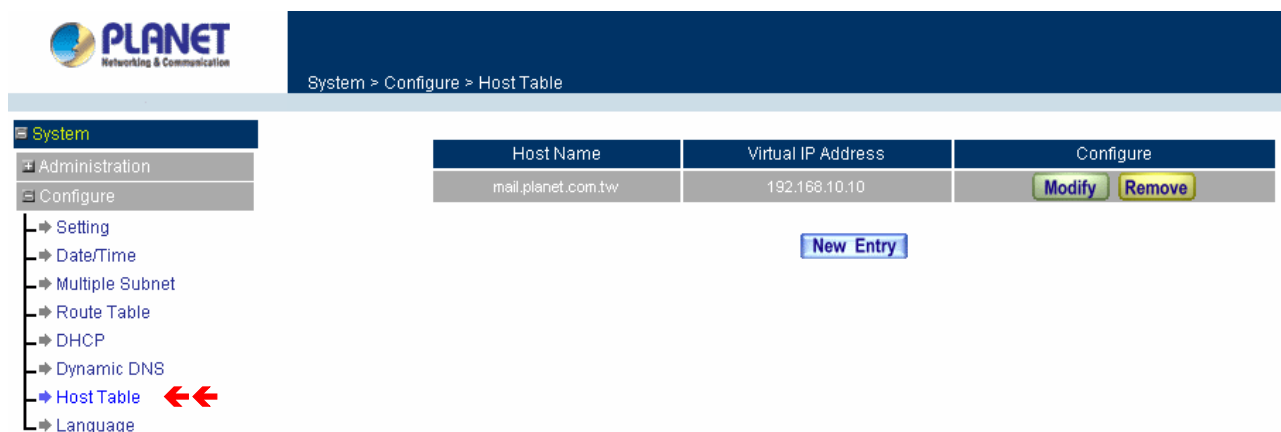 PLANET
Networking & Communication
System > Configure > Host Table
System
Administration
Configure
Setting
Date/Time
Multiple Subnet
Route Table
DHCP
Dynamic DNS
Host Table
Language
Host Name Virtual IP Address Configure
mail.planet.com.tw 192.168.10.10 Modify Remove
New Entry